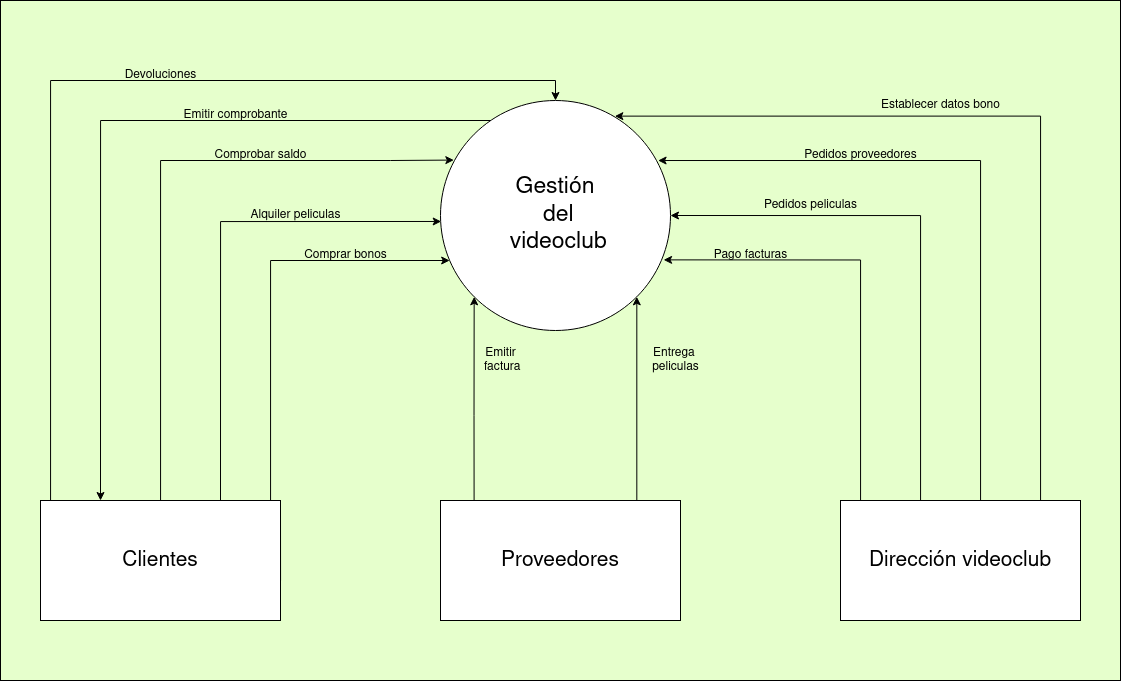 Devoluciones
Emitir comprobante
Establecer datos bono
Comprobar saldo
Pedidos proveedores
Alquiler peliculas
Pedidos peliculas
Comprar bonos
Pago facturas
Gestión
del
videoclub
Emitir
factura
Entrega
peliculas
Clientes
Proveedores
Dirección videoclub